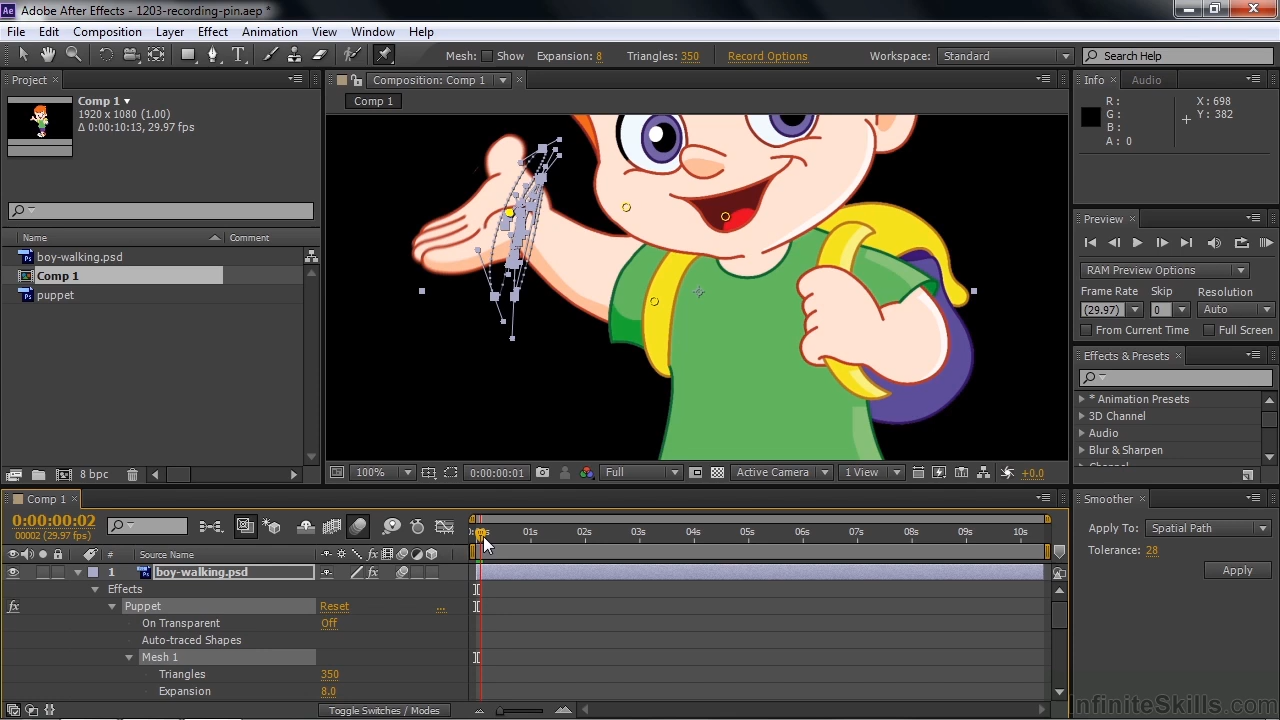 Ae Adobe After Effects - 1203-recording-pin.aep *
File Edit Composition Layer Effect Animation View Window Help
T Mesh: Show Expansion: 8 Triangles: 350 Record Options Workspace: Standard Search Help
Project
Comp 1
1920 x 1080 (1.00)
Δ 0:00:10:13, 29.97 fps
Name Comment
boy-walking.psd
Comp 1
puppet
8 bpc
Composition: Comp 1
Comp 1
100% 0:00:00:01 Full Active Camera 1 View +0.0
Info Audio
R : X : 698
G : Y : 382
B :
A : 0
Preview
RAM Preview Options
Frame Rate Skip Resolution
(29.97) 0 Auto
From Current Time Full Screen
Effects & Presets
* Animation Presets
3D Channel
Audio
Blur & Sharpen
Channel
Comp 1
0:00:00:02
00002 (29.97 fps)
01s 02s 03s 04s 05s 06s 07s 08s 09s 10s
# Source Name
1 boy-walking.psd
Effects
fx Puppet Reset ...
On Transparent Off
Auto-traced Shapes
Mesh 1
Triangles 350
Expansion 8.0
Toggle Switches / Modes
Smoother
Apply To: Spatial Path
Tolerance: 28
Apply
InfiniteSkills.com